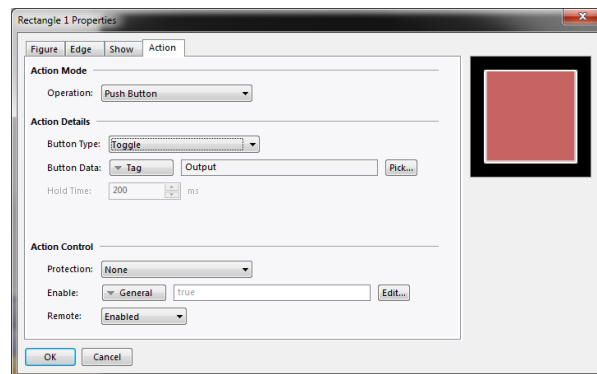 Rectangle 1 Properties
Figure Edge Show Action
Action Mode
Operation: Push Button
Action Details
Button Type: Toggle
Button Data: Tag Output Pick...
Hold Time: 200 ms
Action Control
Protection: None
Enable: General true Edit...
Remote: Enabled
OK Cancel